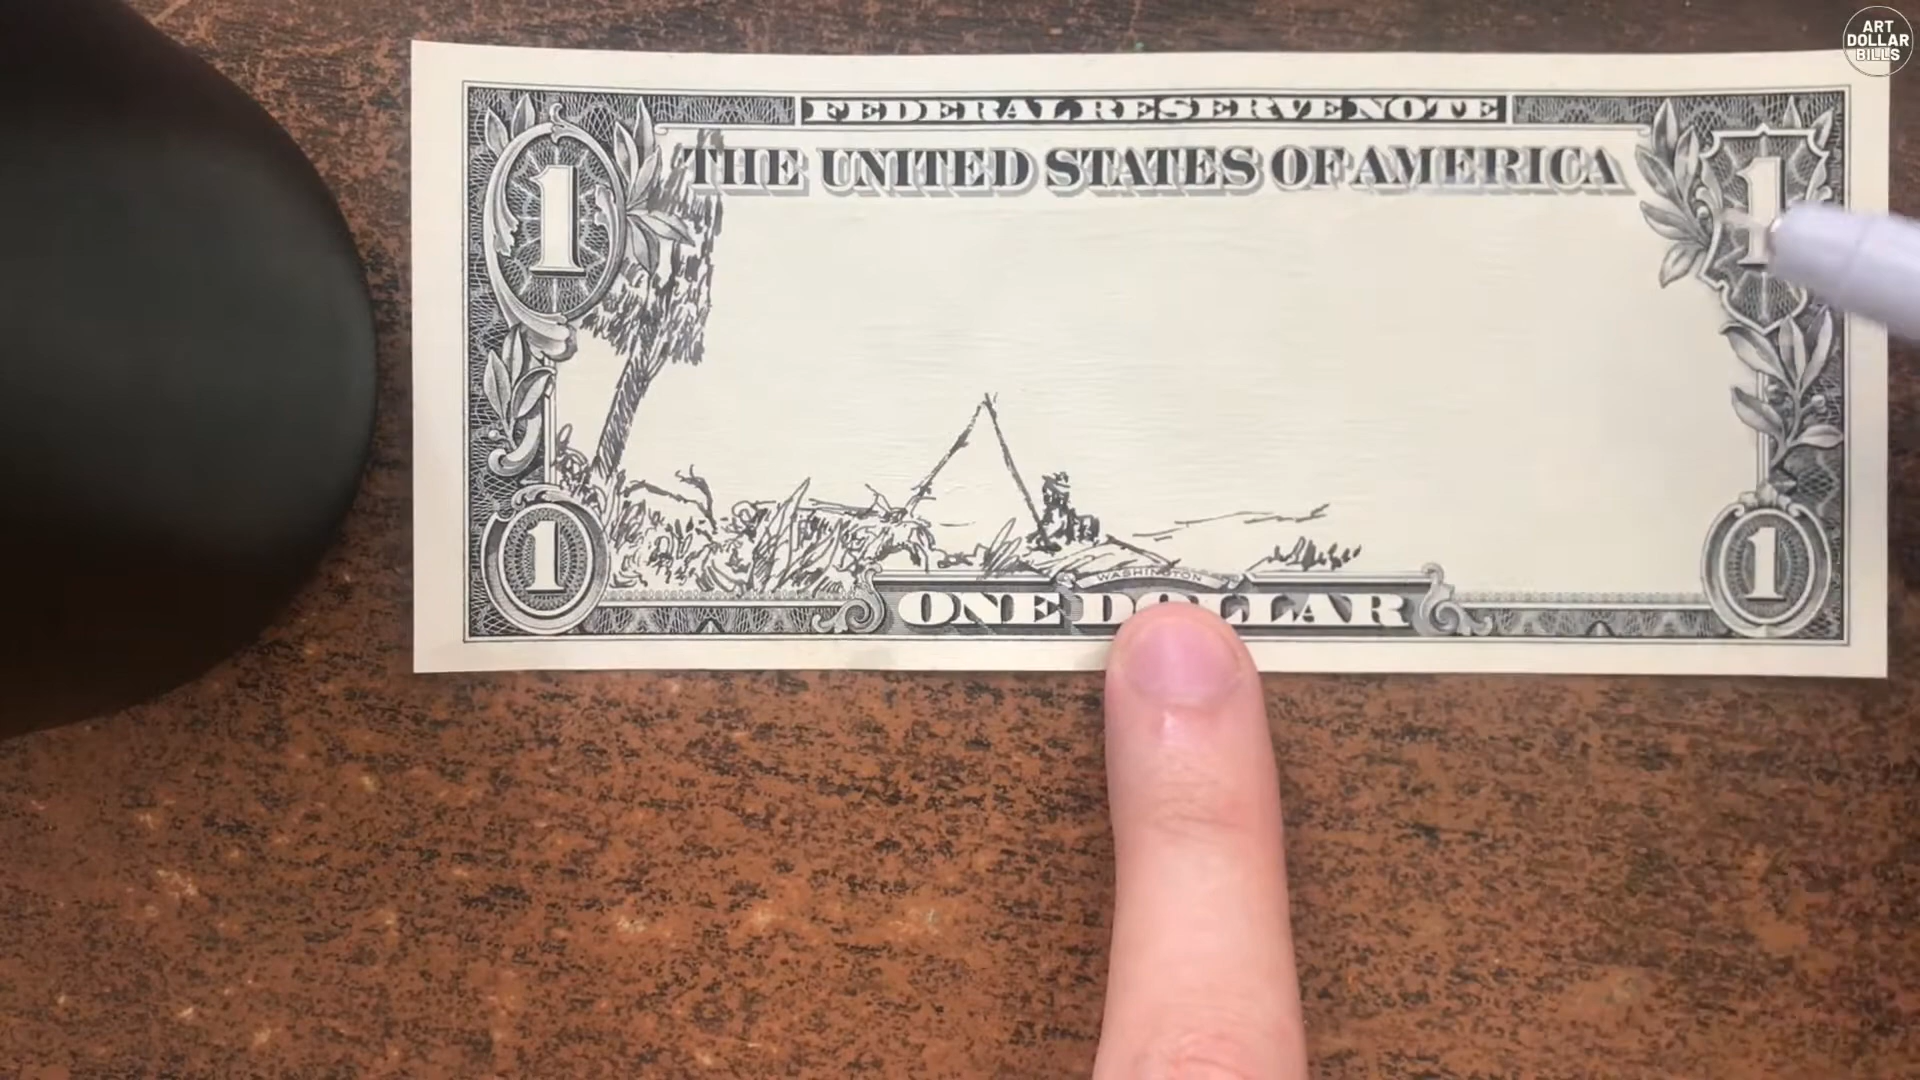 ART
DOLLAR
BILLS
FEDERAL RESERVE NOTE
THE UNITED STATES OF AMERICA
1
1
1
1
WASHINGTON
ONE DOLLAR